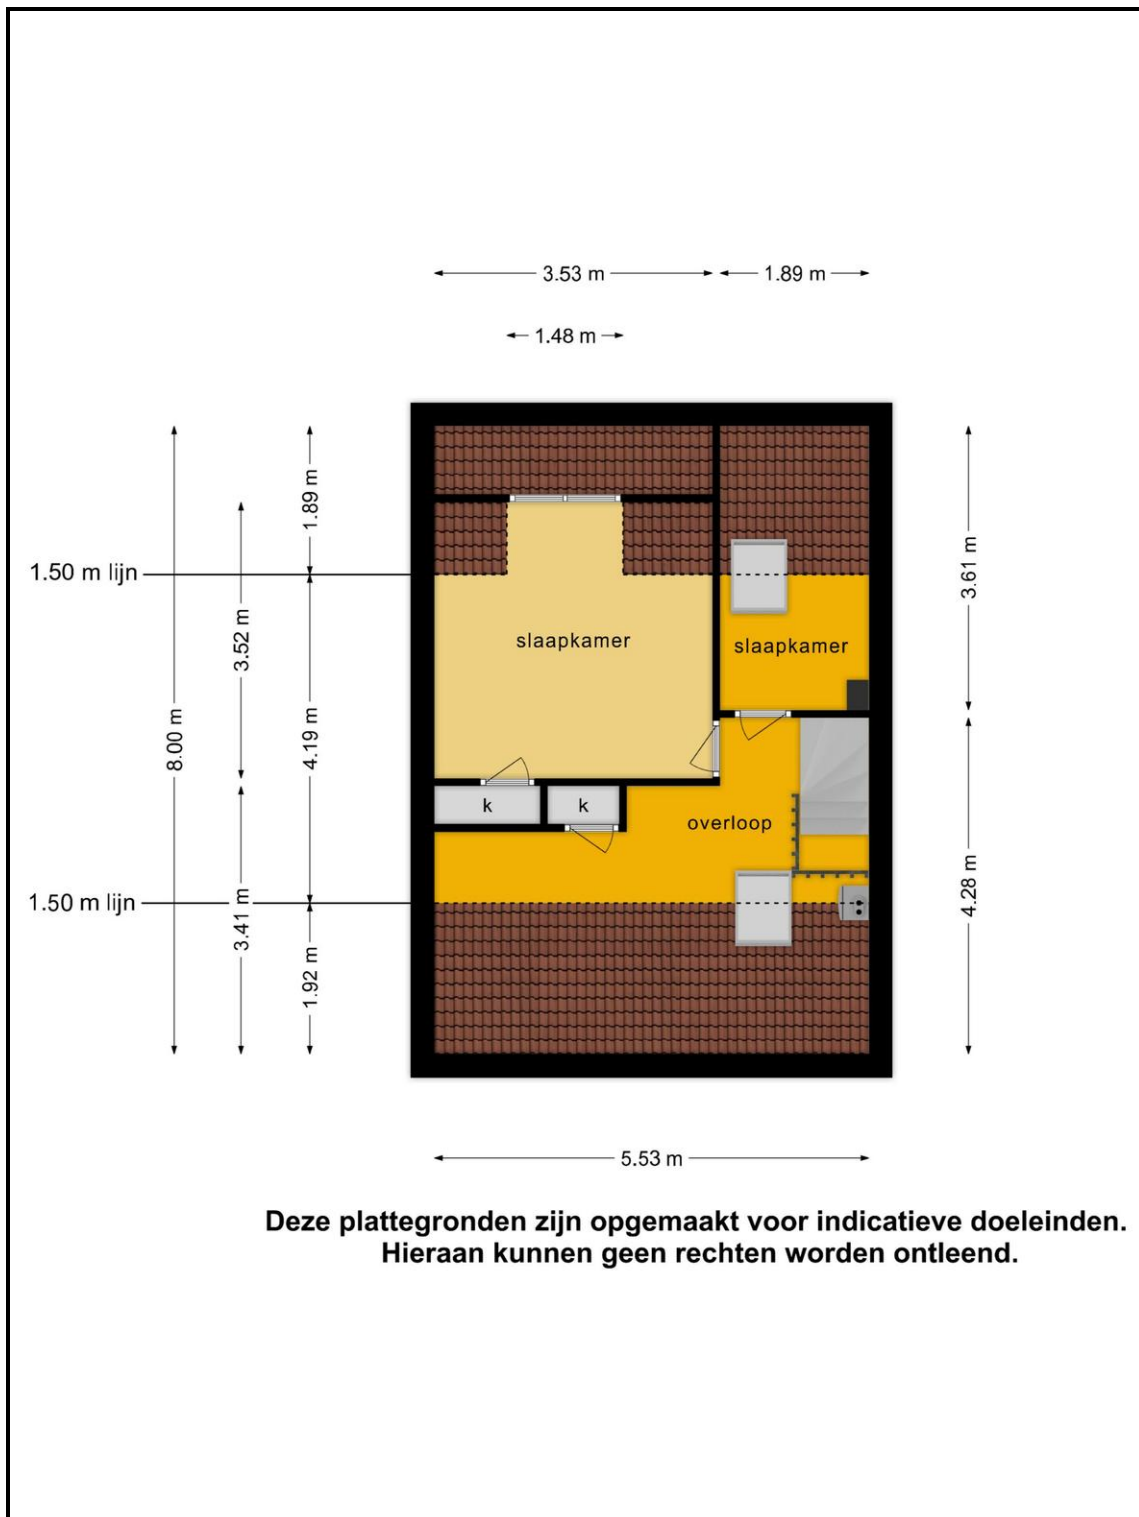 3.53 m
1.89 m
1.48 m
1.89 m
1.50 m lijn
3.61 m
3.52 m
slaapkamer
slaapkamer
4.19 m
8.00 m
k
k
overloop
1.50 m lijn
3.41 m
4.28 m
1.92 m
5.53 m
Deze plattegronden zijn opgemaakt voor indicatieve doeleinden.
Hieraan kunnen geen rechten worden ontleend.